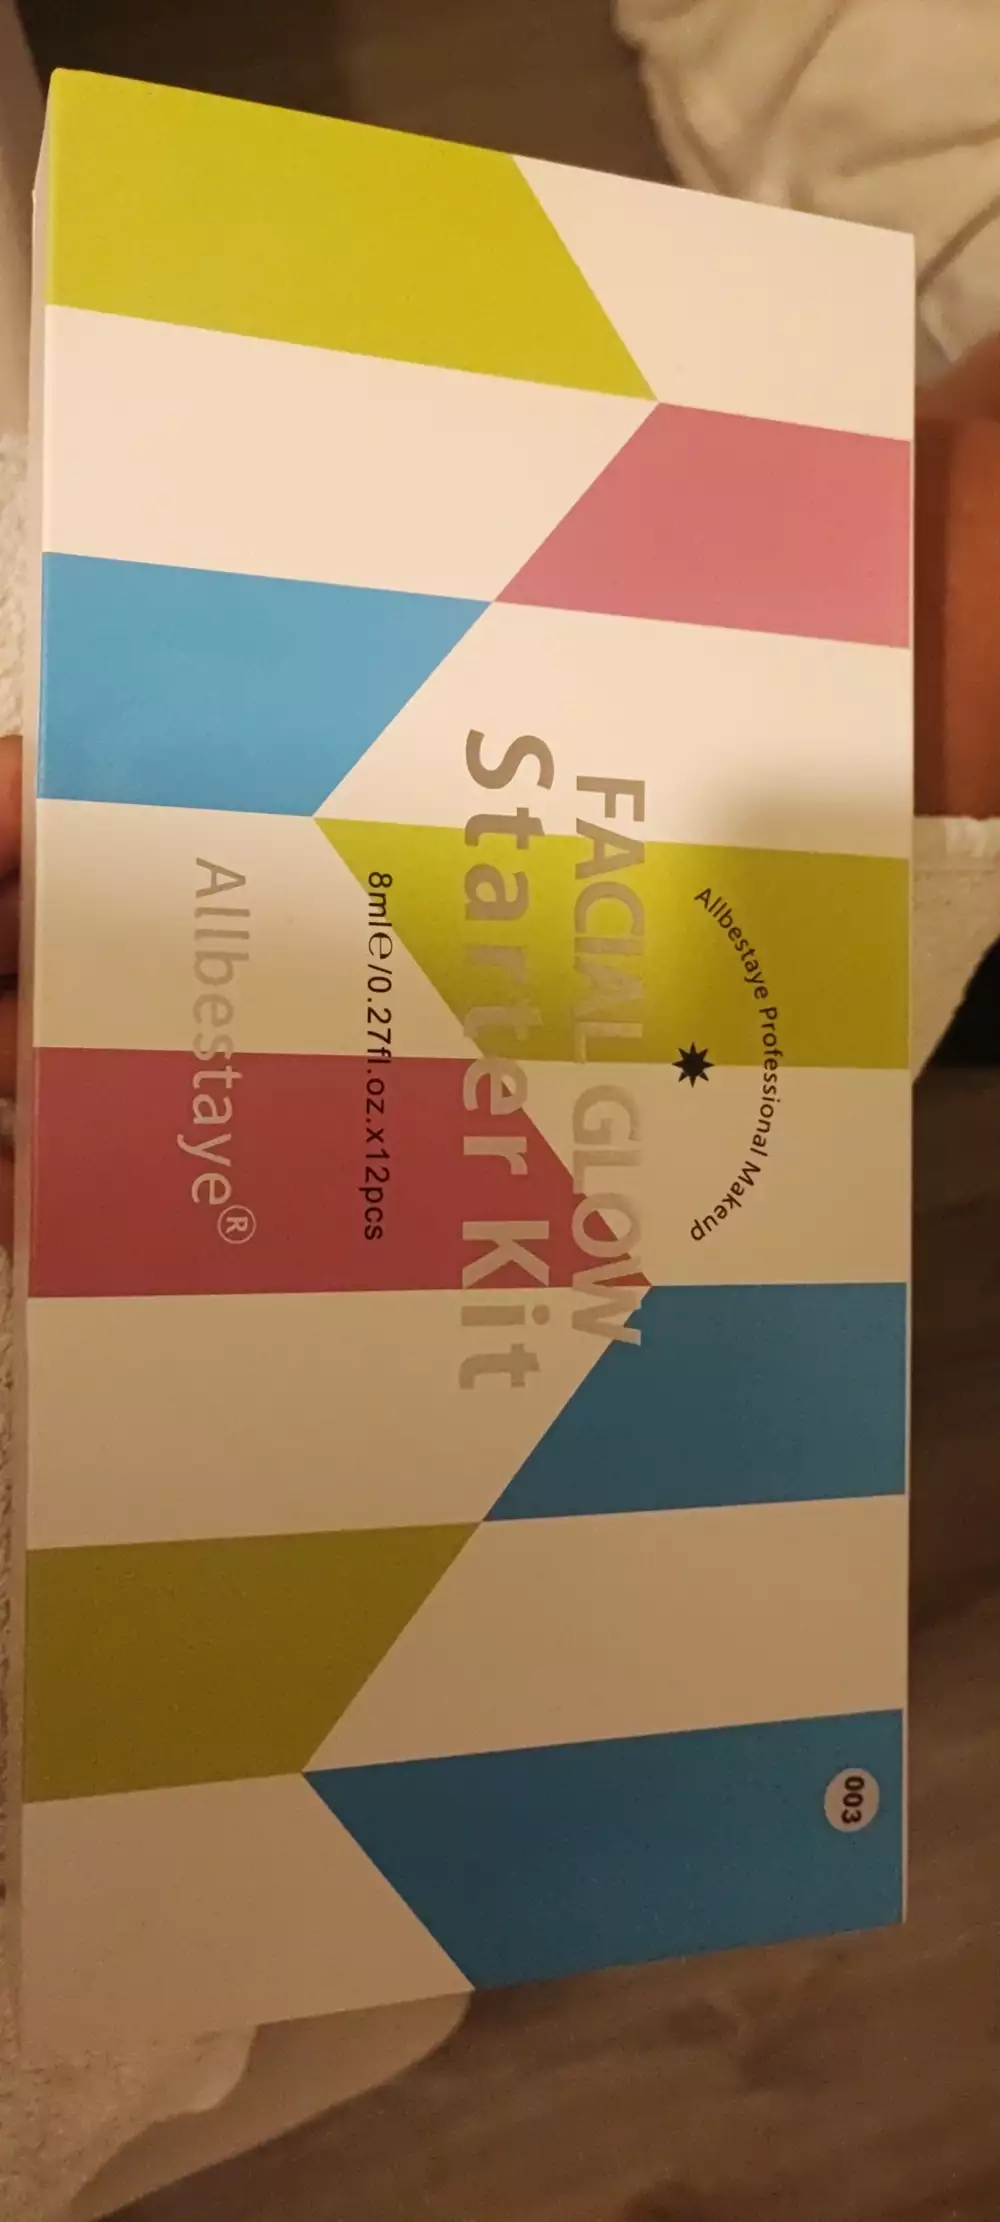 Allbestaye Professional Makeup
FACIAL GLOW
Starter Kit
8ml℮/0.27fl.oz.x12pcs
Allbestaye®
003